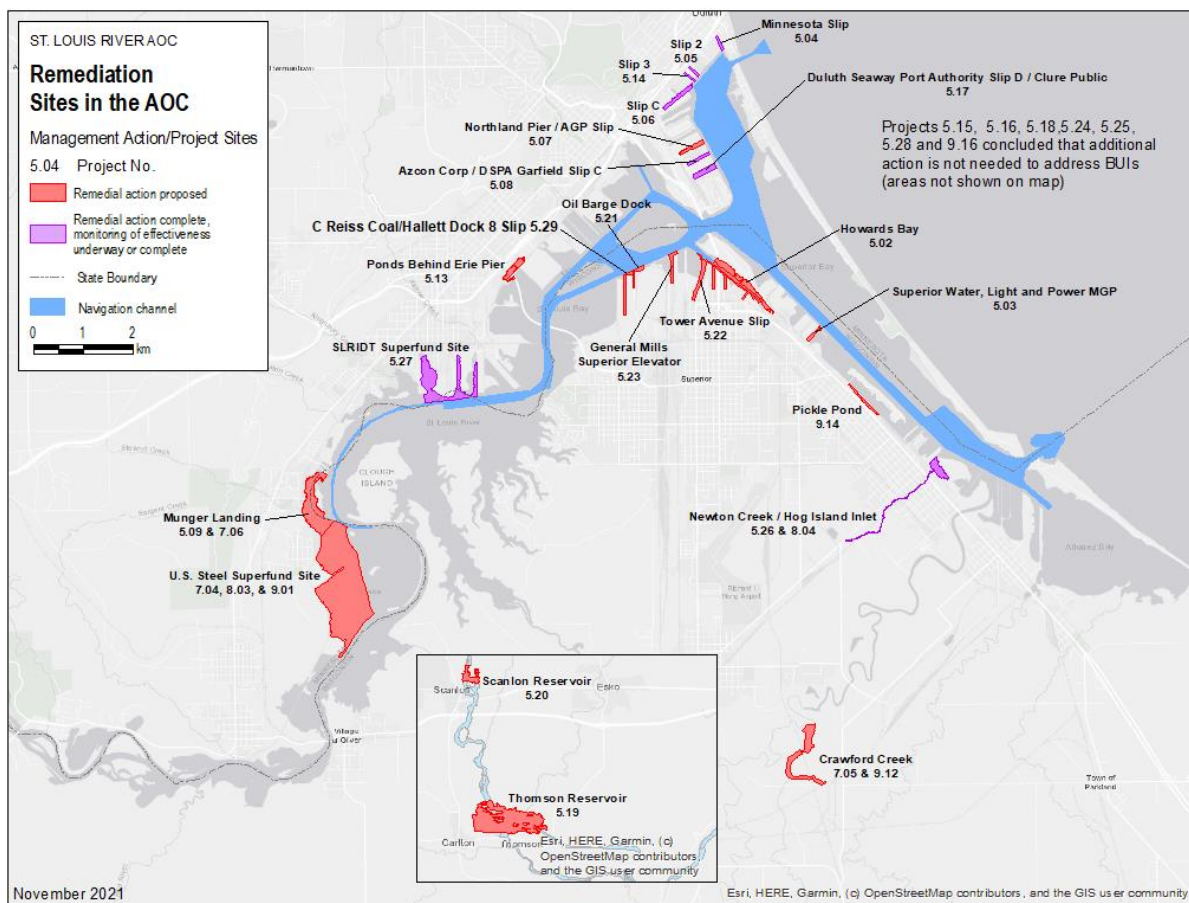 ST. LOUIS RIVER AOC
Remediation
Sites in the AOC
Management Action/Project Sites
5.04 Project No.
Remedial action proposed
Remedial action complete,
monitoring of effectiveness
underway or complete
State Boundary
Navigation channel
0 1 2
km
Duluth
Minnesota Slip
5.04
Slip 2
5.05
Slip 3
5.14
Slip C
5.06
Duluth Seaway Port Authority Slip D / Clure Public
5.17
Northland Pier / AGP Slip
5.07
Azcon Corp / DSPA Garfield Slip C
5.08
Projects 5.15, 5.16, 5.18,5.24, 5.25,
5.28 and 9.16 concluded that additional
action is not needed to address BUIs
(areas not shown on map)
Oil Barge Dock
5.21
C Reiss Coal/Hallett Dock 8 Slip 5.29
Howards Bay
5.02
Superior Bay
Ponds Behind Erie Pier
5.13
Superior Water, Light and Power MGP
5.03
Tower Avenue Slip
5.22
General Mills
Superior Elevator
5.23
Superior
SLRIDT Superfund Site
5.27
St Louis River
Pickle Pond
9.14
CLOUGH
ISLAND
Newton Creek / Hog Island Inlet
5.26 & 8.04
Allouez Bay
Munger Landing
5.09 & 7.06
U.S. Steel Superfund Site
7.04, 8.03, & 9.01
Scanlon
Scanlon Reservoir
5.20
Esko
Thomson Reservoir
5.19
Carlton
Thomson
Esri, HERE, Garmin, (c)
OpenStreetMap contributors,
and the GIS user community
Crawford Creek
7.05 & 9.12
Town of
Parkland
November 2021
Esri, HERE, Garmin, (c) OpenStreetMap contributors, and the GIS user community